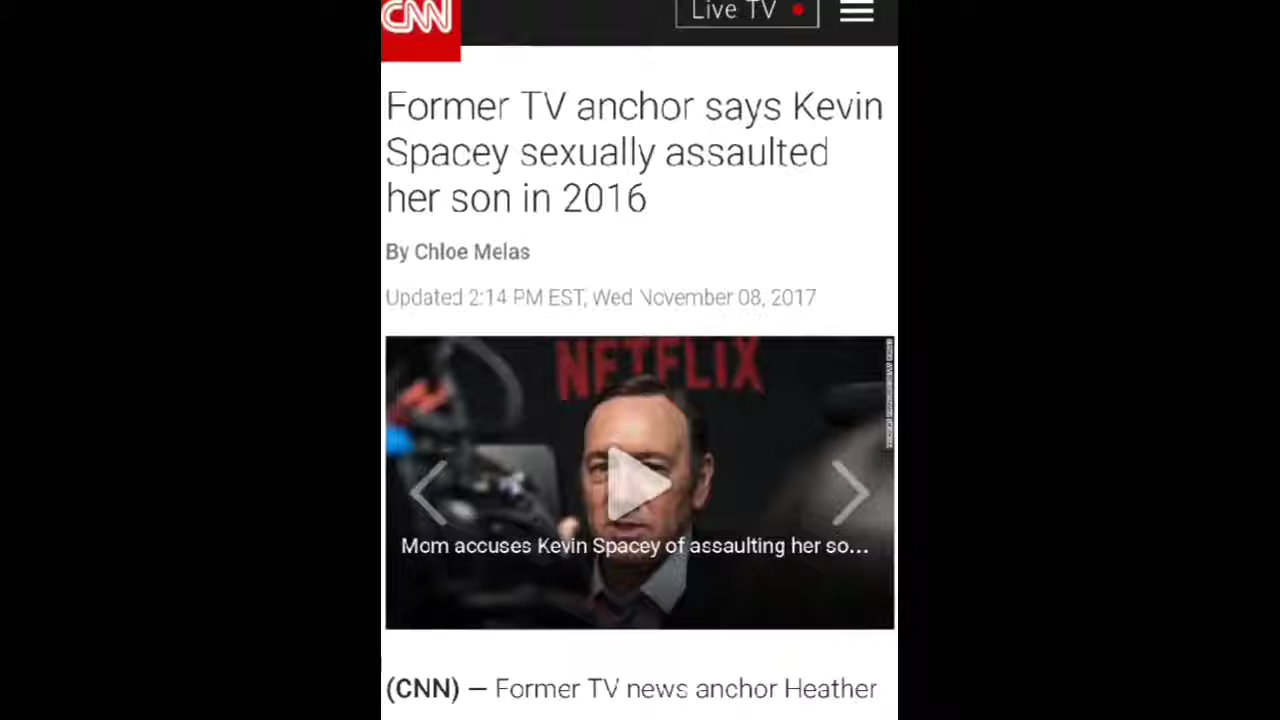 CNN
Live TV
Former TV anchor says Kevin
Spacey sexually assaulted
her son in 2016
By Chloe Melas
Updated 2:14 PM EST, Wed November 08, 2017
NETFLIX
Mom accuses Kevin Spacey of assaulting her so...
(CNN) — Former TV news anchor Heather